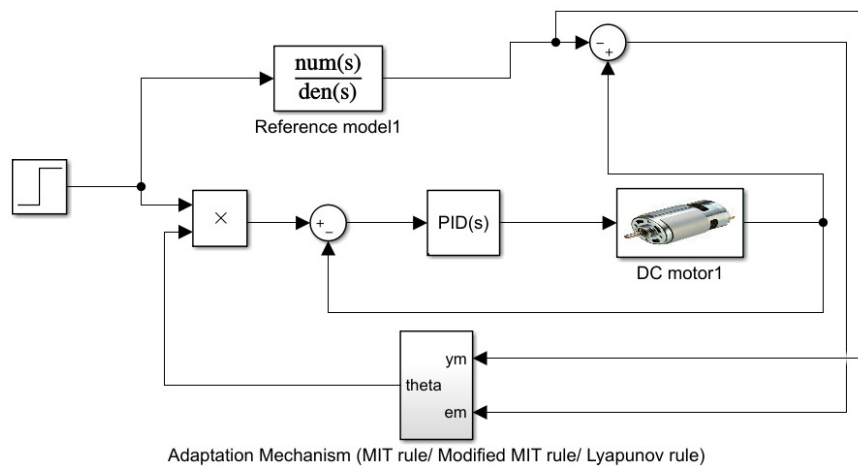 num(s)
den(s)
Reference model1
×
+
−
−
+
PID(s)
DC motor1
ym
theta
em
Adaptation Mechanism (MIT rule/ Modified MIT rule/ Lyapunov rule)